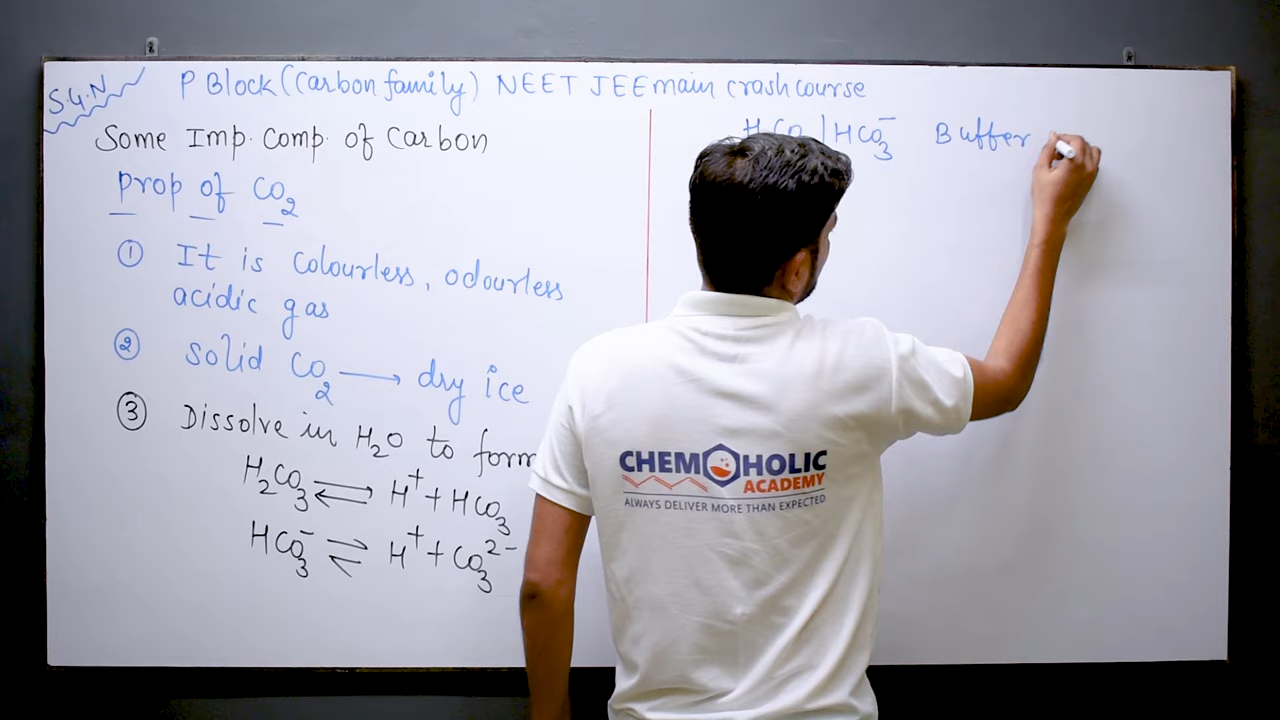 S.G.N
P Block (Carbon family) NEET JEE main crash course
Some Imp. Comp. of Carbon
Prop of CO2
① It is colourless, odourless
acidic gas
② Solid CO2 ⟶ dry ice
③ Dissolve in H2O to form
H2CO3 ⇌ H+ + HCO3
HCO3- ⇌ H+ + CO3 2-
| HCO3- Buffer
CHEMOHOLIC
ACADEMY
ALWAYS DELIVER MORE THAN EXPECTED